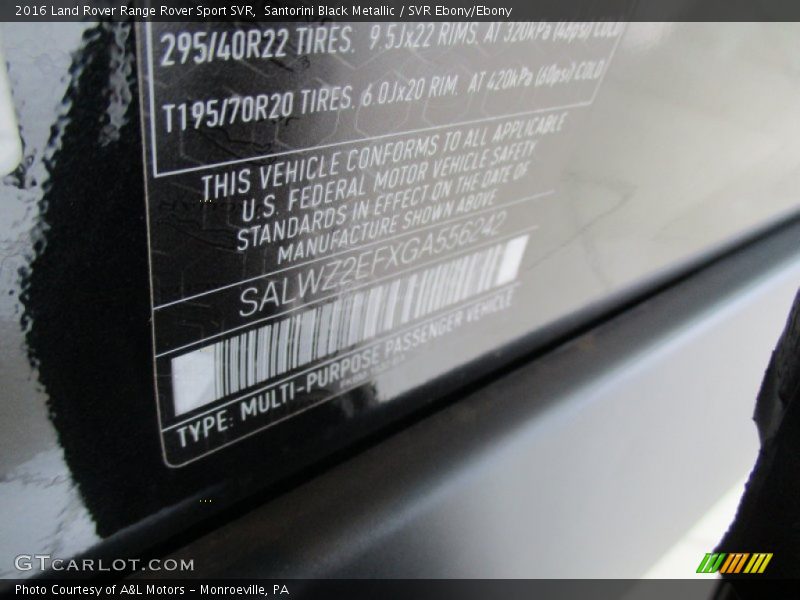 2016 Land Rover Range Rover Sport SVR,  Santorini Black Metallic / SVR Ebony/Ebony
295/40R22 TIRES, 9.5Jx22 RIMS, AT 320kPa (46psi) COLD
T195/70R20 TIRES, 6.0Jx20 RIM, AT 420kPa (60psi) COLD
THIS VEHICLE CONFORMS TO ALL APPLICABLE
U.S. FEDERAL MOTOR VEHICLE SAFETY
STANDARDS IN EFFECT ON THE DATE OF
MANUFACTURE SHOWN ABOVE
SALWZ2EFXGA556242
TYPE: MULTI-PURPOSE PASSENGER VEHICLE
GTCARLOT.COM
Photo Courtesy of A&L Motors – Monroeville, PA